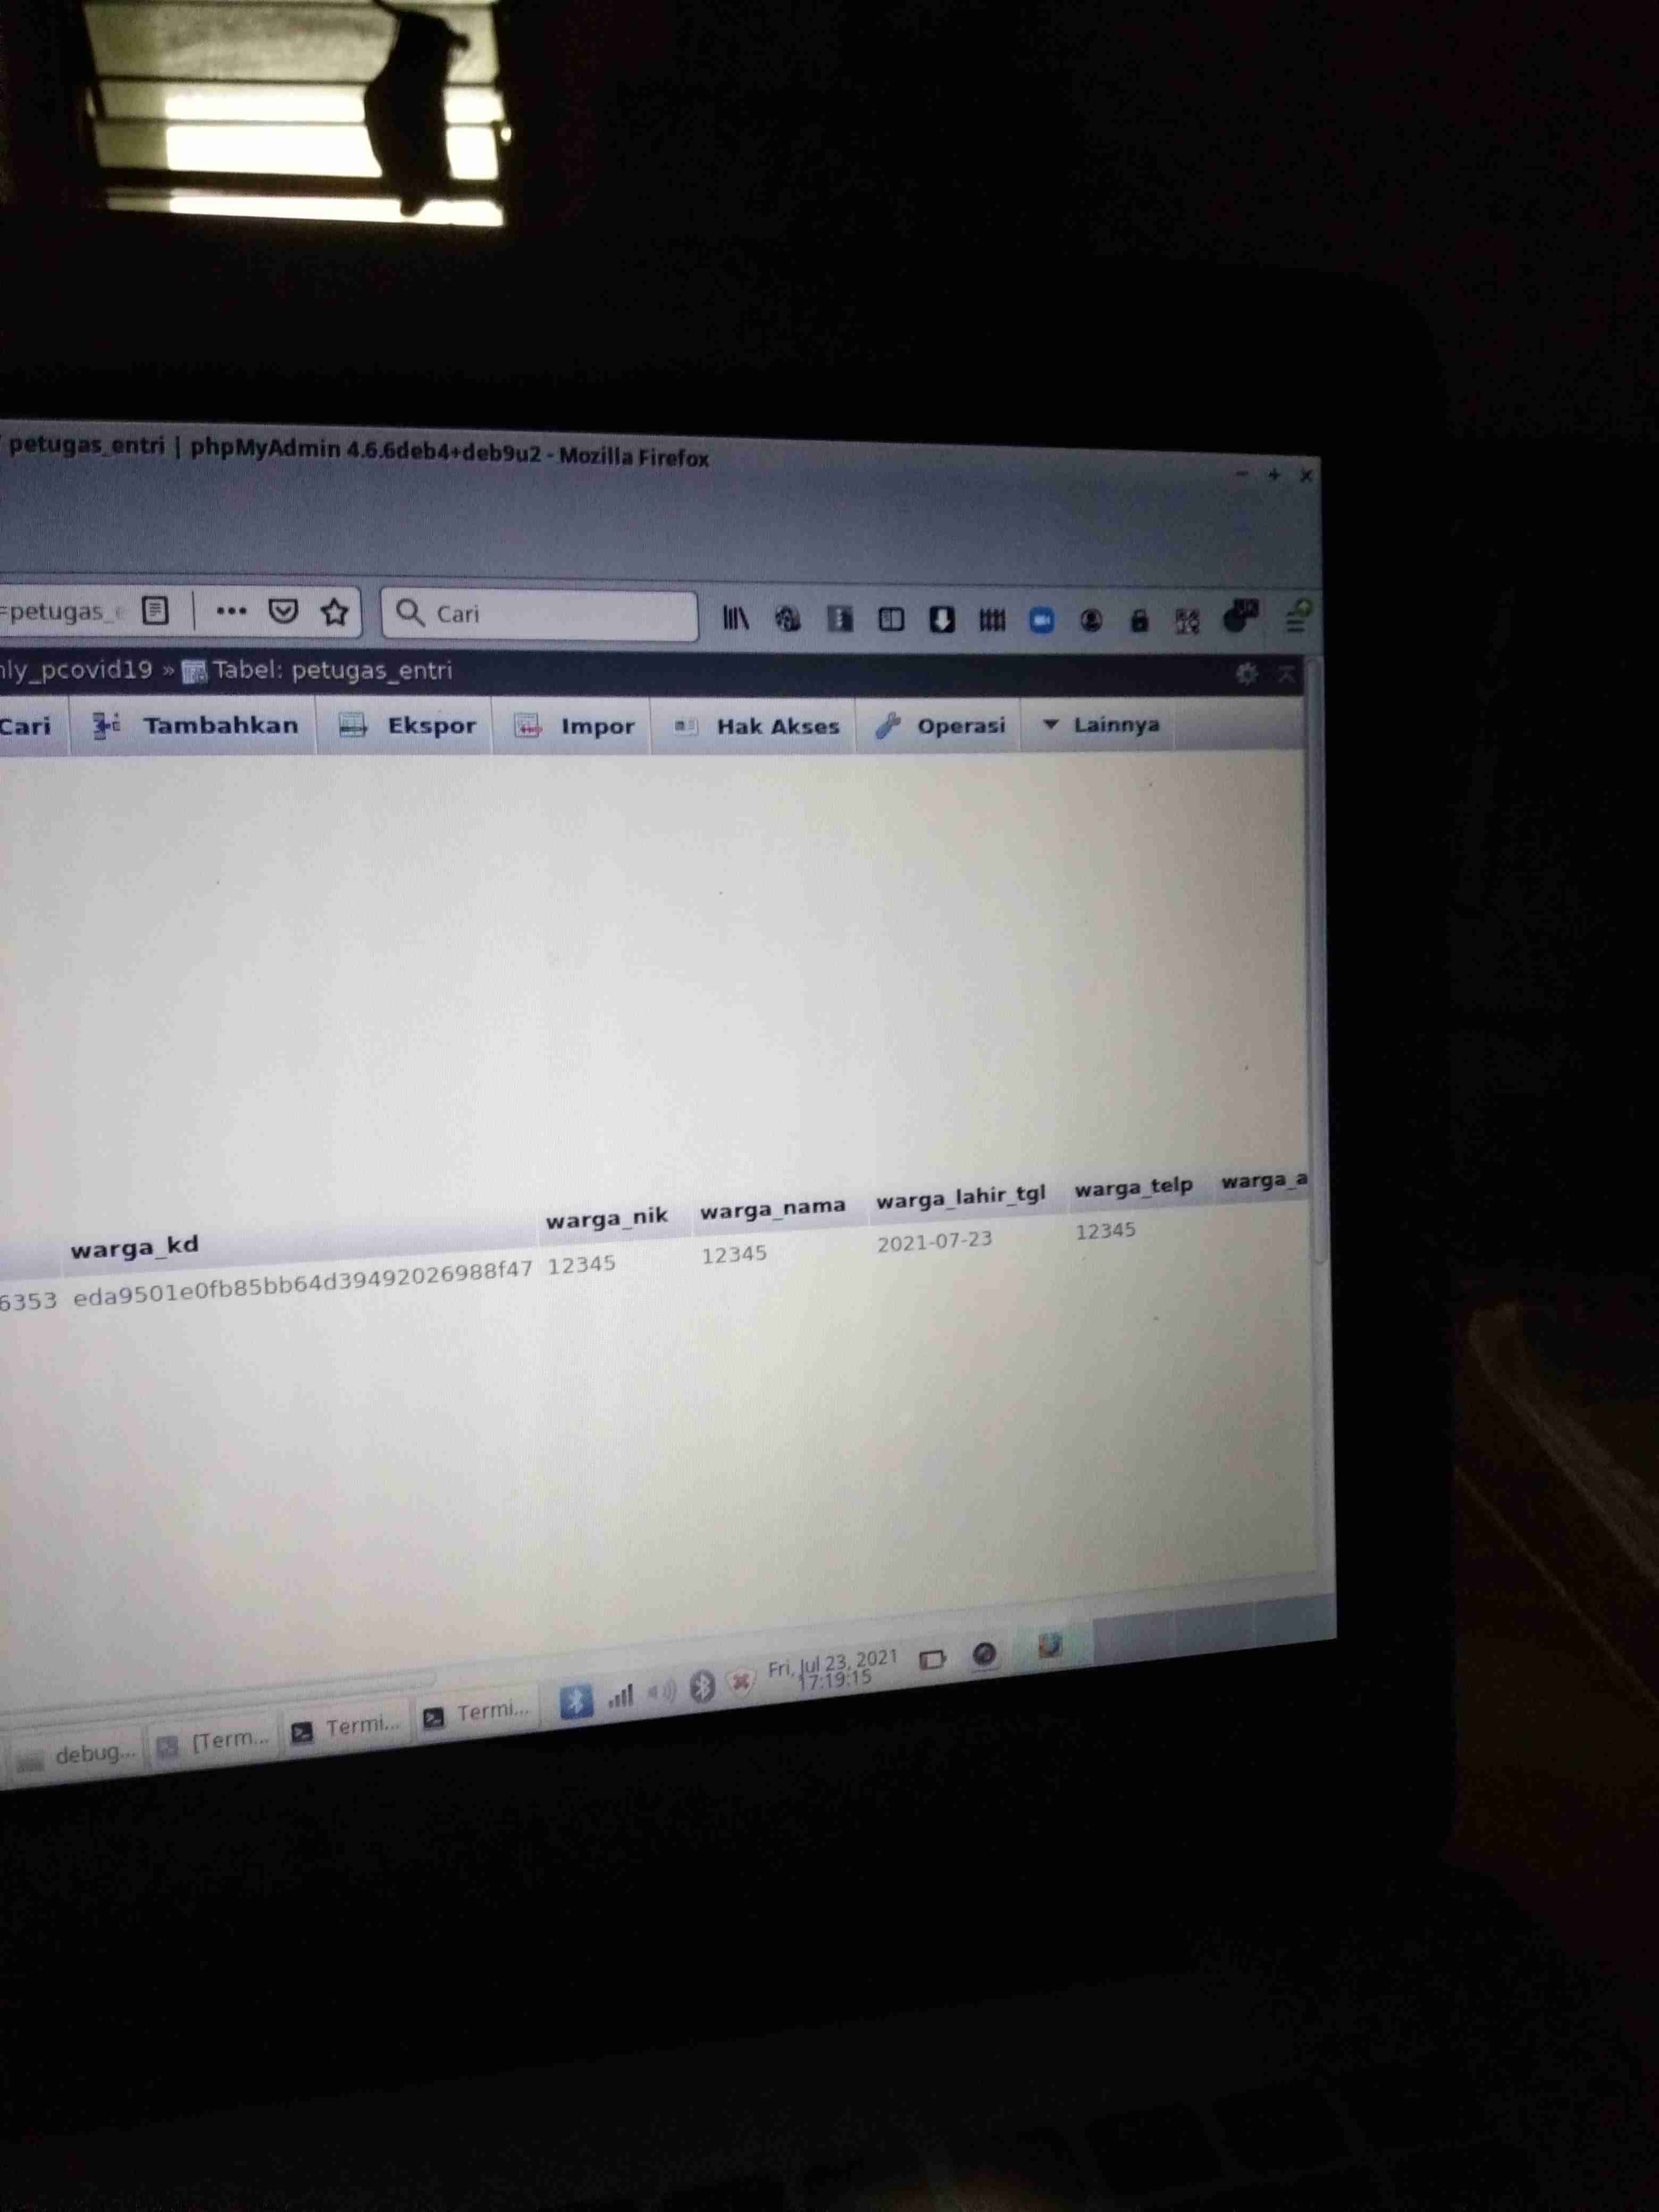 petugas_entri | phpMyAdmin 4.6.6deb4+deb9u2 - Mozilla Firefox
=petugas_e
Cari
nly_pcovid19 » Tabel: petugas_entri
Cari Tambahkan Ekspor Impor Hak Akses Operasi Lainnya
warga_kd warga_nik warga_nama warga_lahir_tgl warga_telp warga_a
6353 eda9501e0fb85bb64d39492026988f47 12345 12345 2021-07-23 12345
debug... [Term... Termi... Termi... Fri, Jul 23, 2021
17:19:15